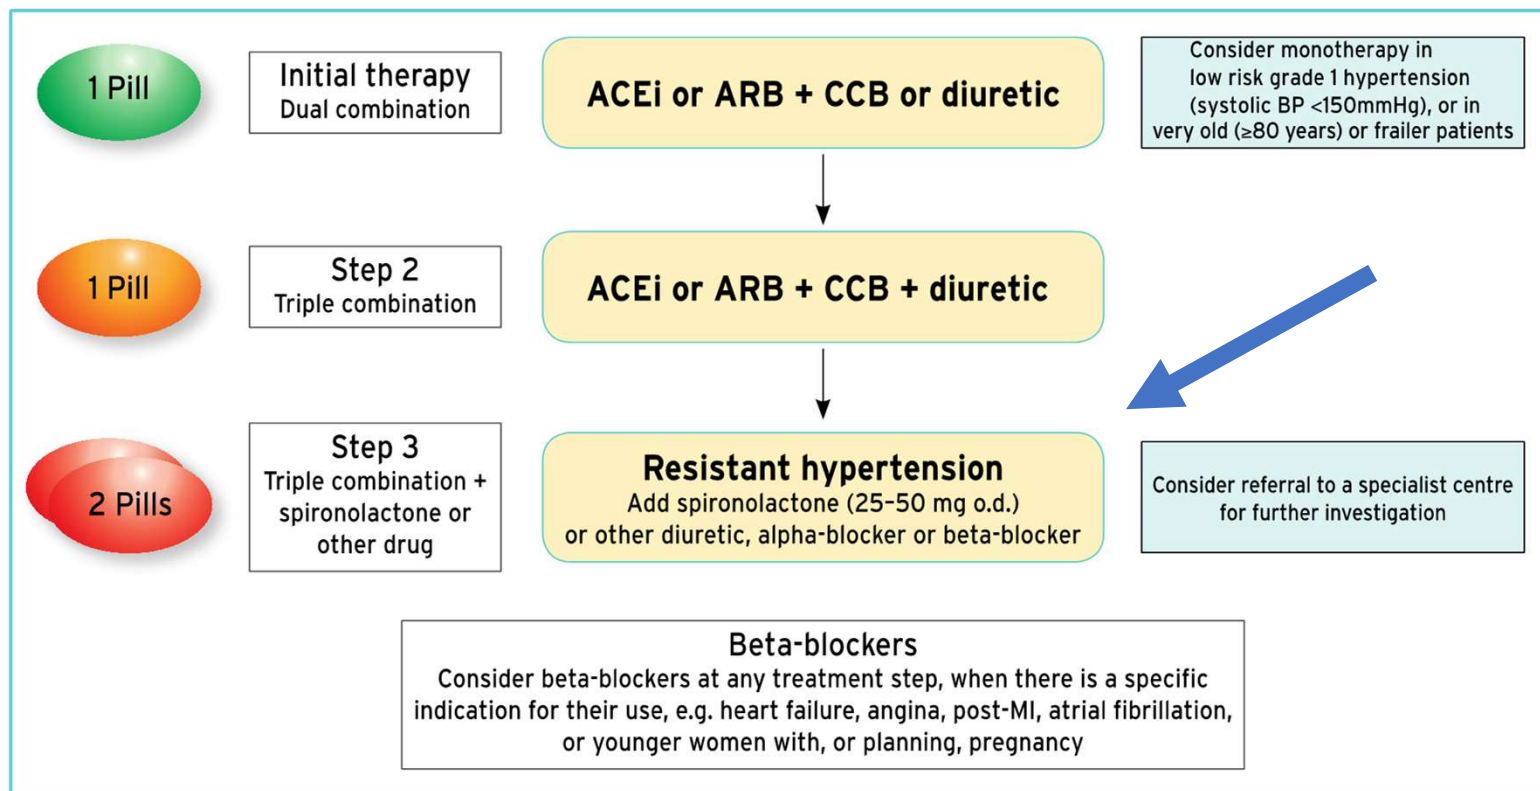 1 Pill
Initial therapy
Dual combination
ACEi or ARB + CCB or diuretic
Consider monotherapy in
low risk grade 1 hypertension
(systolic BP <150mmHg), or in
very old (≥80 years) or frailer patients
1 Pill
Step 2
Triple combination
ACEi or ARB + CCB + diuretic
2 Pills
Step 3
Triple combination +
spironolactone or
other drug
Resistant hypertension
Add spironolactone (25–50 mg o.d.)
or other diuretic, alpha-blocker or beta-blocker
Consider referral to a specialist centre
for further investigation
Beta-blockers
Consider beta-blockers at any treatment step, when there is a specific
indication for their use, e.g. heart failure, angina, post-MI, atrial fibrillation,
or younger women with, or planning, pregnancy